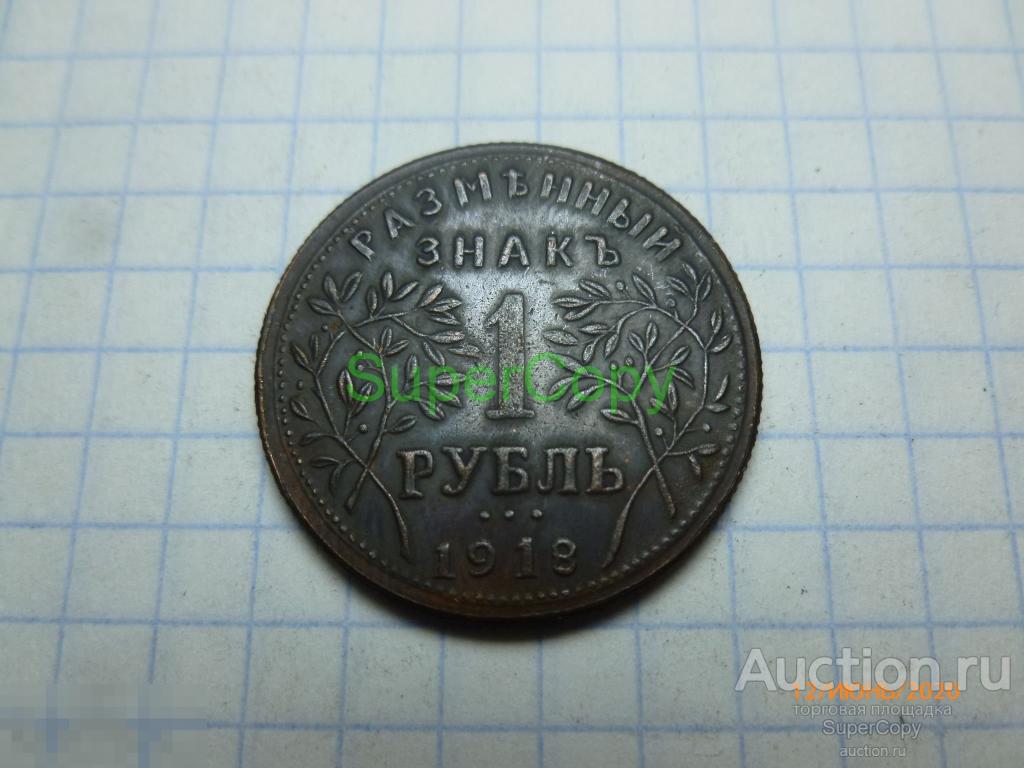 РАЗМѢННЫЙ
ЗНАКЪ
1
SuperCopy
РУБЛЬ
1918
Auction.ru
12/ИЮНЬ/2020
торговая площадка
SuperCopy
auction.ru